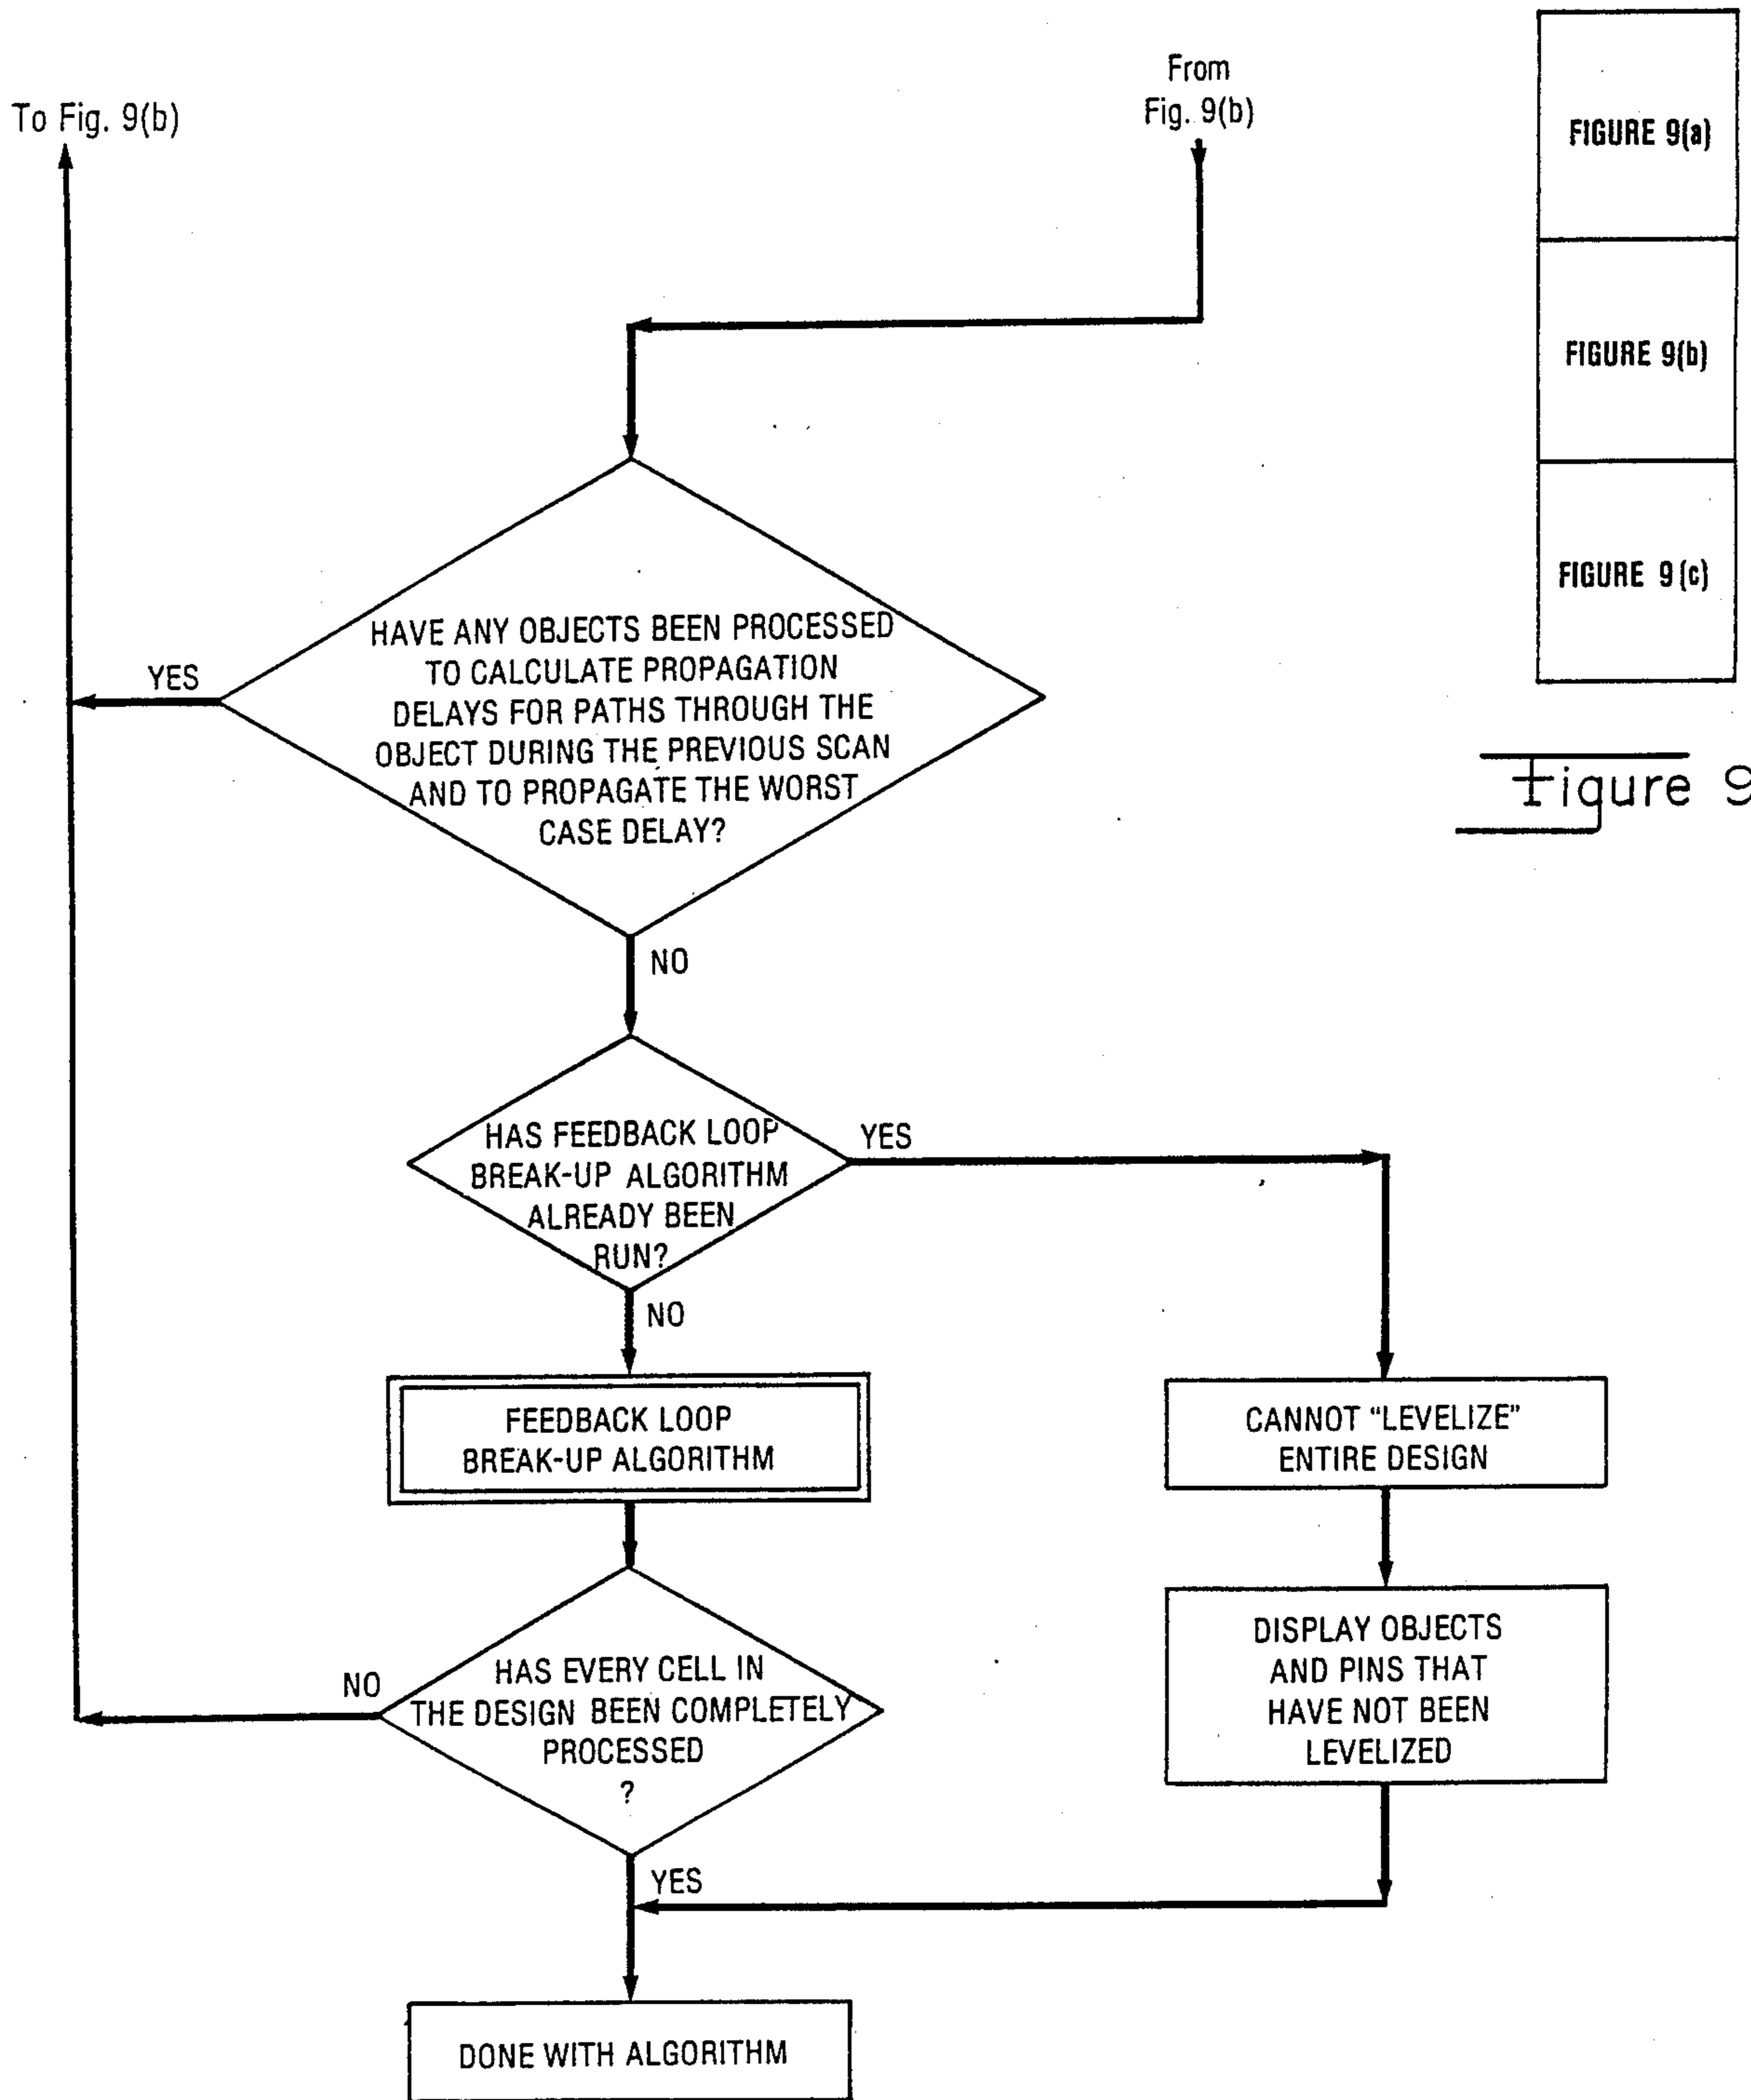 To Fig. 9(b)
From
Fig. 9(b)
FIGURE 9(a)
FIGURE 9(b)
FIGURE 9(c)
Figure 9
HAVE ANY OBJECTS BEEN PROCESSED
TO CALCULATE PROPAGATION
DELAYS FOR PATHS THROUGH THE
OBJECT DURING THE PREVIOUS SCAN
AND TO PROPAGATE THE WORST
CASE DELAY?
YES
NO
HAS FEEDBACK LOOP
BREAK-UP ALGORITHM
ALREADY BEEN
RUN?
YES
NO
FEEDBACK LOOP
BREAK-UP ALGORITHM
CANNOT “LEVELIZE”
ENTIRE DESIGN
HAS EVERY CELL IN
THE DESIGN BEEN COMPLETELY
PROCESSED
?
NO
YES
DISPLAY OBJECTS
AND PINS THAT
HAVE NOT BEEN
LEVELIZED
DONE WITH ALGORITHM